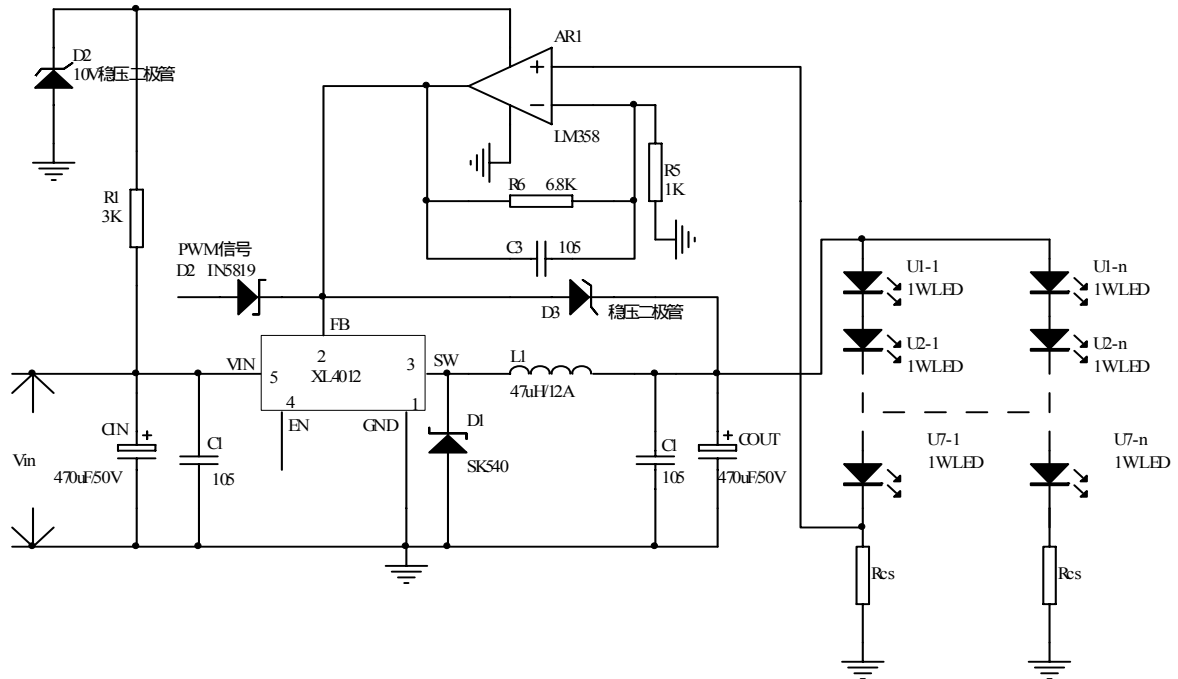 D2
10V稳压二极管
AR1
LM358
R5
1K
R1
3K
R6 6.8K
C3 105
PWM信号
D2 IN5819
D3
稳压二极管
FB
VIN
2
XL4012
5
4
3
1
SW
EN
GND
L1
47uH/12A
D1
SK540
CIN
+
470uF/50V
C1
105
Vin
C1
105
COUT
+
470uF/50V
U1-1
1WLED
U1-n
1WLED
U2-1
1WLED
U2-n
1WLED
U7-1
1WLED
U7-n
1WLED
Rcs
Rcs